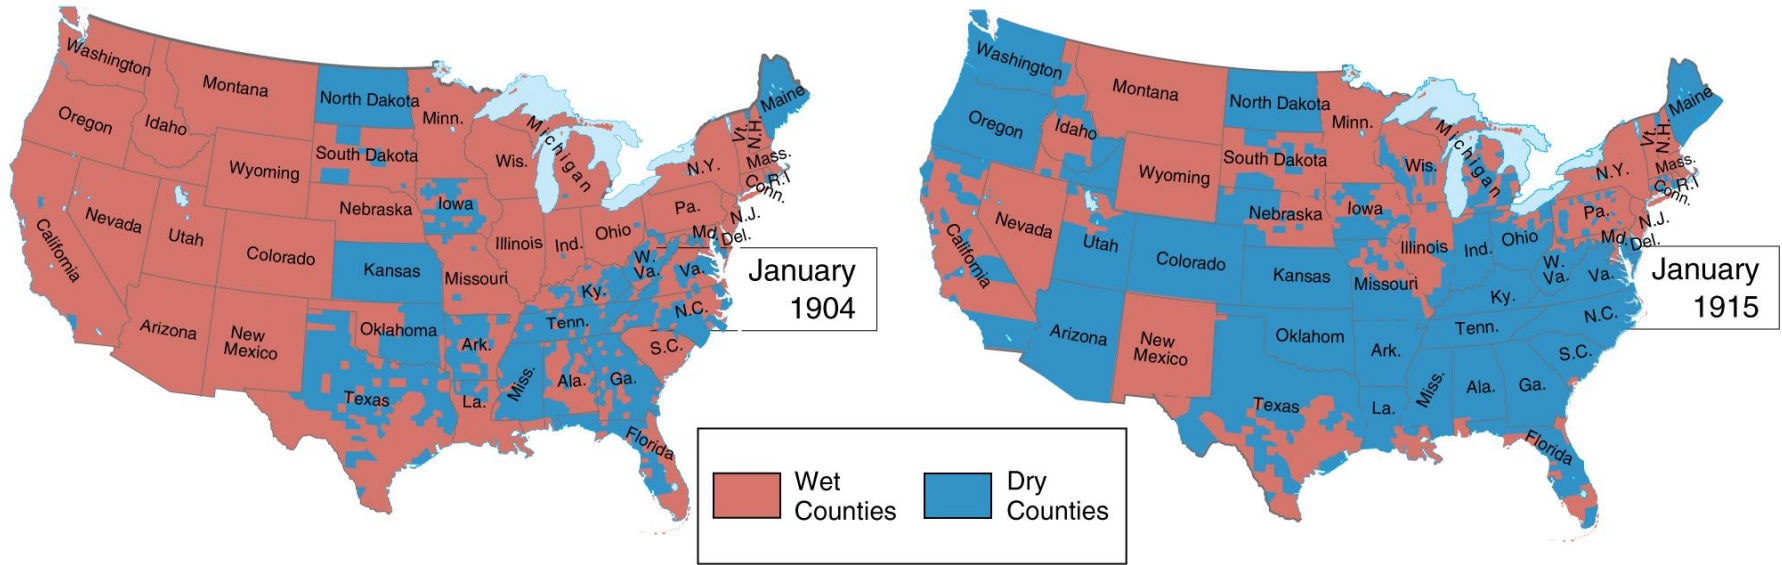 Washington
Montana
North Dakota
Minn.
Oregon
Idaho
Wyoming
South Dakota
Wis.
Michigan
N.Y.
Vt.
N.H.
Maine
Mass.
R.I
Conn.
Nebraska
Iowa
Nevada
Utah
Colorado
Kansas
Missouri
Illinois
Ind.
Ohio
Pa.
N.J.
Md.
Del.
W.
Va.
Va.
California
Arizona
New
Mexico
Oklahoma
Texas
Ark.
La.
Ky.
Tenn.
N.C.
S.C.
Miss.
Ala.
Ga.
Florida
January
1904
Washington
Montana
North Dakota
Minn.
Oregon
Idaho
Wyoming
South Dakota
Wis.
Michigan
N.Y.
Vt.
N.H.
Maine
Mass.
R.I
Conn.
Nebraska
Iowa
Nevada
Utah
Colorado
Kansas
Missouri
Illinois
Ind.
Ohio
Pa.
N.J.
Md.
Del.
W.
Va.
Va.
California
Arizona
New
Mexico
Oklahom
Texas
Ark.
La.
Ky.
Tenn.
N.C.
S.C.
Miss.
Ala.
Ga.
Florida
January
1915
Wet
Counties
Dry
Counties